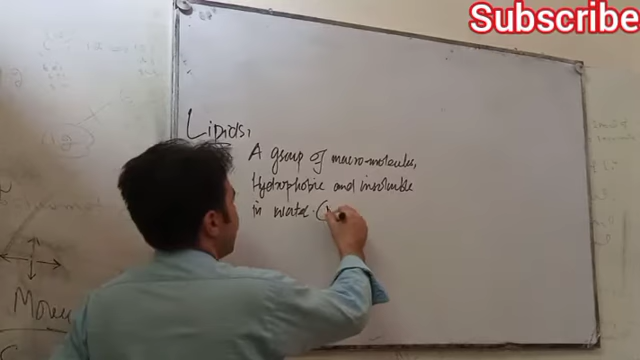 Subscribe
Lipids,
A group of macro-molecules,
Hydrophobic and insoluble
in water. (